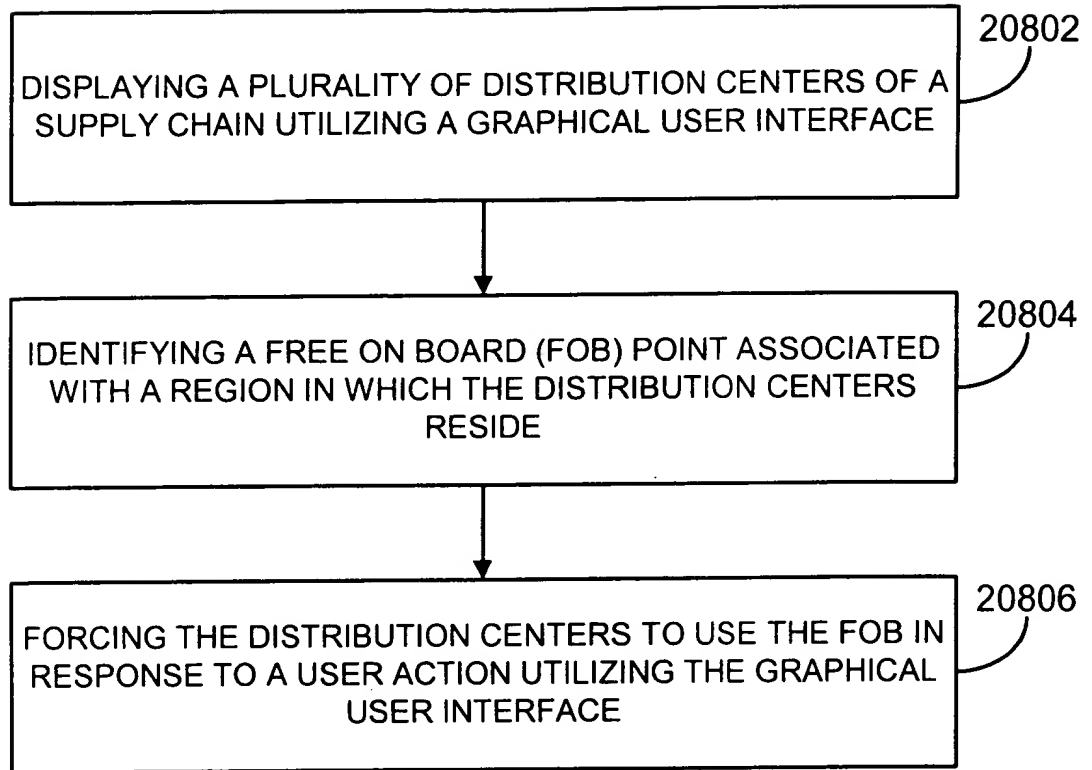 20802
DISPLAYING A PLURALITY OF DISTRIBUTION CENTERS OF A
SUPPLY CHAIN UTILIZING A GRAPHICAL USER INTERFACE
20804
IDENTIFYING A FREE ON BOARD (FOB) POINT ASSOCIATED
WITH A REGION IN WHICH THE DISTRIBUTION CENTERS
RESIDE
20806
FORCING THE DISTRIBUTION CENTERS TO USE THE FOB IN
RESPONSE TO A USER ACTION UTILIZING THE GRAPHICAL
USER INTERFACE